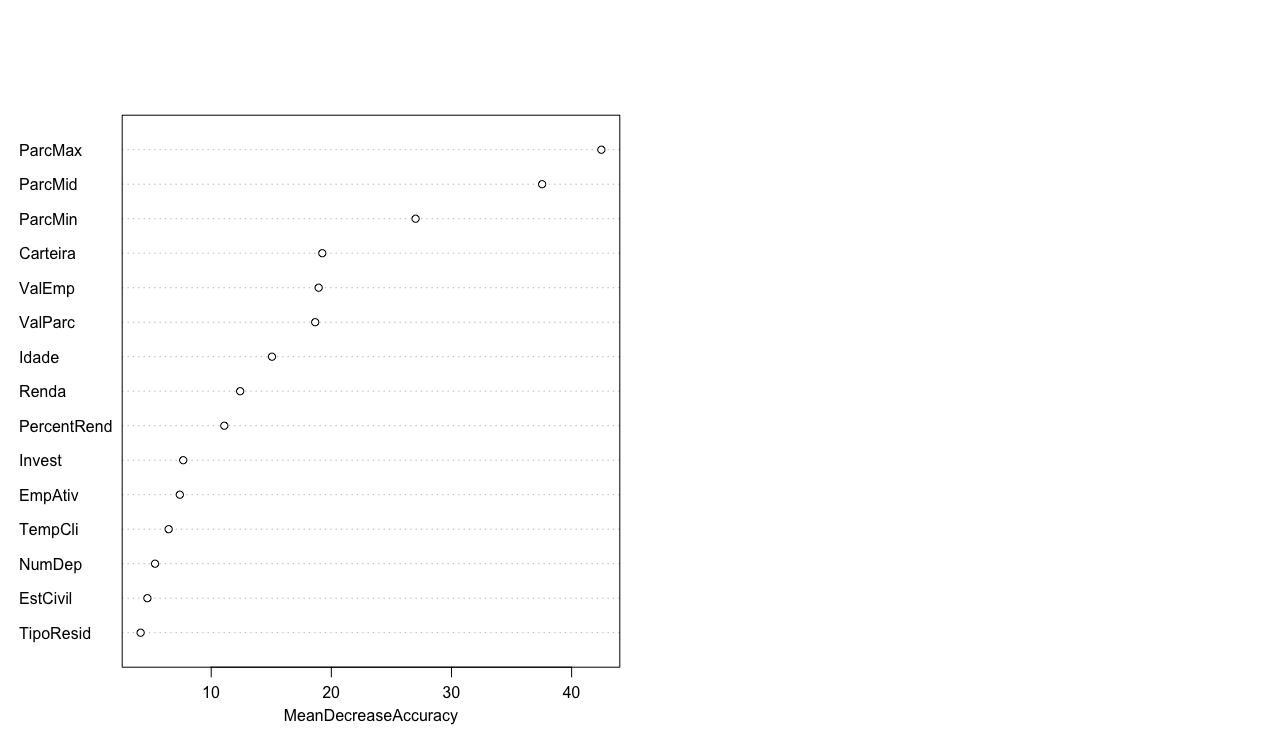 ParcMax
ParcMid
ParcMin
Carteira
ValEmp
ValParc
Idade
Renda
PercentRend
Invest
EmpAtiv
TempCli
NumDep
EstCivil
TipoResid
10 20 30 40
MeanDecreaseAccuracy